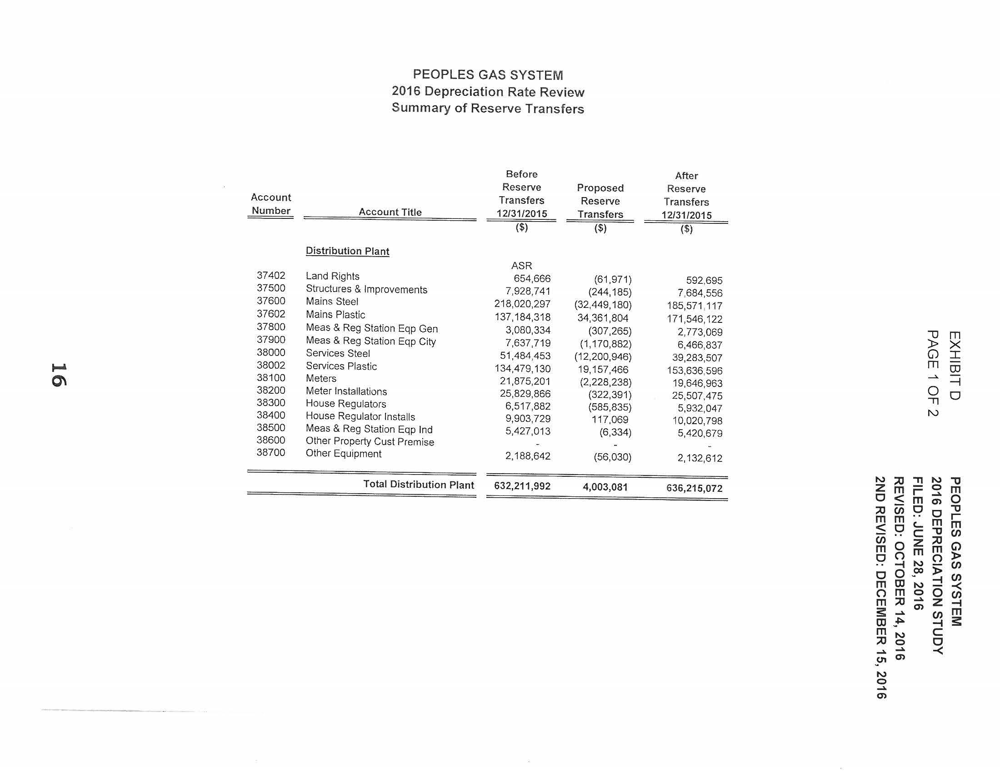 PEOPLES GAS SYSTEM
2016 Depreciation Rate Review
Summary of Reserve Transfers
Before After
Reserve Proposed Reserve
Account Transfers Reserve Transfers
Number Account Title 12/31/2015 Transfers 12/31/2015
($) ($) ($)
Distribution Plant
ASR
37402 Land Rights 654,666 (61,971) 592,695
37500 Structures & Improvements 7,928,741 (244,185) 7,684,556
37600 Mains Steel 218,020,297 (32,449,180) 185,571,117
37602 Mains Plastic 137,184,318 34,361,804 171,546,122
37800 Meas & Reg Station Eqp Gen 3,080,334 (307,265) 2,773,069
37900 Meas & Reg Station Eqp City 7,637,719 (1,170,882) 6,466,837
38000 Services Steel 51,484,453 (12,200,946) 39,283,507
38002 Services Plastic 134,479,130 19,157,466 153,636,596
38100 Meters 21,875,201 (2,228,238) 19,646,963
38200 Meter Installations 25,829,866 (322,391) 25,507,475
38300 House Regulators 6,517,882 (585,835) 5,932,047
38400 House Regulator Installs 9,903,729 117,069 10,020,798
38500 Meas & Reg Station Eqp Ind 5,427,013 (6,334) 5,420,679
38600 Other Property Cust Premise - - -
38700 Other Equipment 2,188,642 (56,030) 2,132,612
Total Distribution Plant 632,211,992 4,003,081 636,215,072
EXHIBIT D
PAGE 1 OF 2
PEOPLES GAS SYSTEM
2016 DEPRECIATION STUDY
FILED: JUNE 28, 2016
REVISED: OCTOBER 14, 2016
2ND REVISED: DECEMBER 15, 2016
16